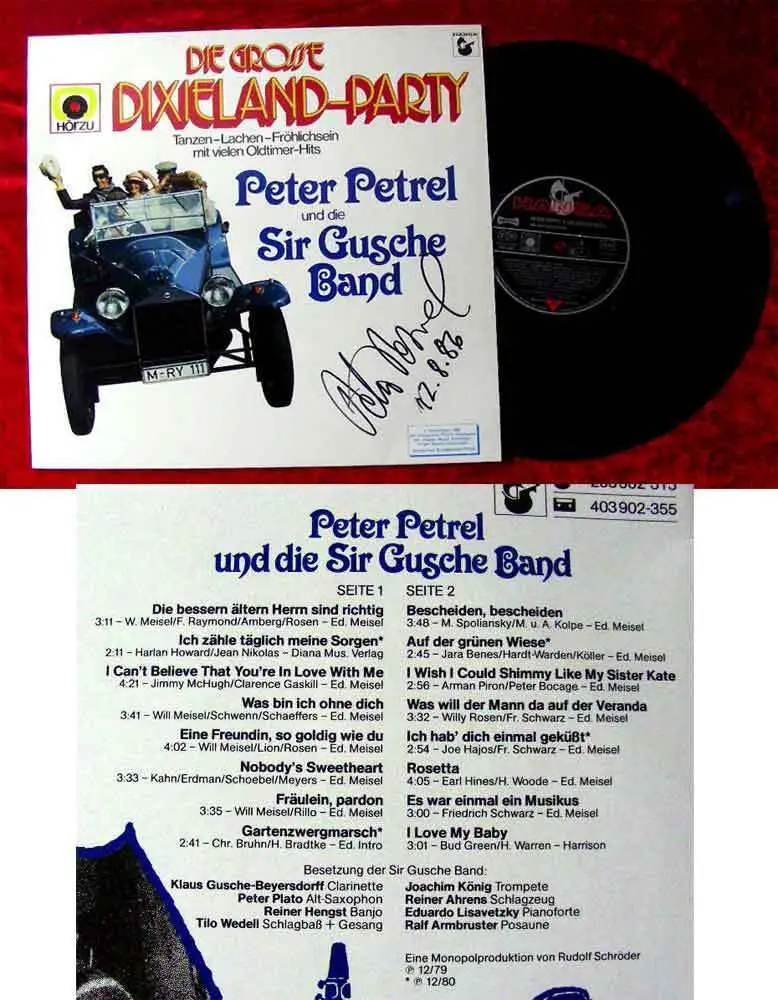 DIE GROSSE
DIXIELAND-PARTY
HANSA
HÖRZU
Tanzen-Lachen-Fröhlichsein
mit vielen Oldtimer-Hits
Peter Petrel
und die
Sir Gusche
Band
M-RY 111
Peter Petrel
12.8.86
HANSA
403 902-355
Peter Petrel
und die Sir Gusche Band
SEITE 1
Die bessern ältern Herrn sind richtig
3:11 – W. Meisel/F. Raymond/Amberg/Rosen – Ed. Meisel
Ich zähle täglich meine Sorgen*
2:11 – Harlan Howard/Jean Nikolas – Diana Mus. Verlag
I Can't Believe That You're In Love With Me
4:21 – Jimmy McHugh/Clarence Gaskill – Ed. Meisel
Was bin ich ohne dich
3:41 – Will Meisel/Schwenn/Schaeffers – Ed. Meisel
Eine Freundin, so goldig wie du
4:02 – Will Meisel/Lion/Rosen – Ed. Meisel
Nobody's Sweetheart
3:33 – Kahn/Erdman/Schoebel/Meyers – Ed. Meisel
Fräulein, pardon
3:35 – Will Meisel/Rillo – Ed. Meisel
Gartenzwergmarsch*
2:41 – Chr. Bruhn/H. Bradtke – Ed. Intro
SEITE 2
Bescheiden, bescheiden
3:48 – M. Spoliansky/M. u. A. Kolpe – Ed. Meisel
Auf der grünen Wiese*
2:45 – Jara Benes/Hardt-Warden/Köller – Ed. Meisel
I Wish I Could Shimmy Like My Sister Kate
2:56 – Arman Piron/Peter Bocage – Ed. Meisel
Was will der Mann da auf der Veranda
3:32 – Willy Rosen/Fr. Schwarz – Ed. Meisel
Ich hab' dich einmal geküßt*
2:54 – Joe Hajos/Fr. Schwarz – Ed. Meisel
Rosetta
4:05 – Earl Hines/H. Woode – Ed. Meisel
Es war einmal ein Musikus
3:00 – Friedrich Schwarz – Ed. Meisel
I Love My Baby
3:01 – Bud Green/H. Warren – Harrison
Besetzung der Sir Gusche Band:
Klaus Gusche-Beyersdorff Clarinette
Peter Plato Alt-Saxophon
Reiner Hengst Banjo
Tilo Wedell Schlagbaß + Gesang
Joachim König Trompete
Reiner Ahrens Schlagzeug
Eduardo Lisavetzky Pianoforte
Ralf Armbruster Posaune
Eine Monopolproduktion von Rudolf Schröder
℗ 12/79
* ℗ 12/80